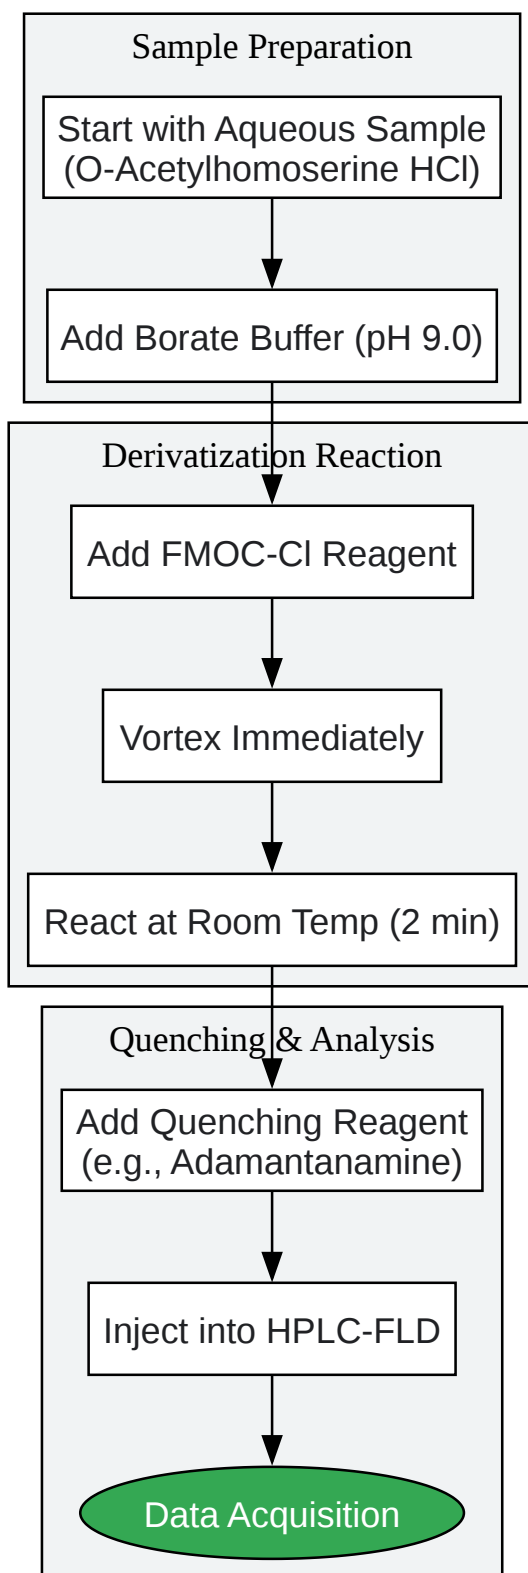 Sample Preparation
Start with Aqueous Sample
(O-Acetylhomoserine HCl)
Add Borate Buffer (pH 9.0)
Derivatization Reaction
Add FMOC-Cl Reagent
Vortex Immediately
React at Room Temp (2 min)
Quenching & Analysis
Add Quenching Reagent
(e.g., Adamantanamine)
Inject into HPLC-FLD
Data Acquisition